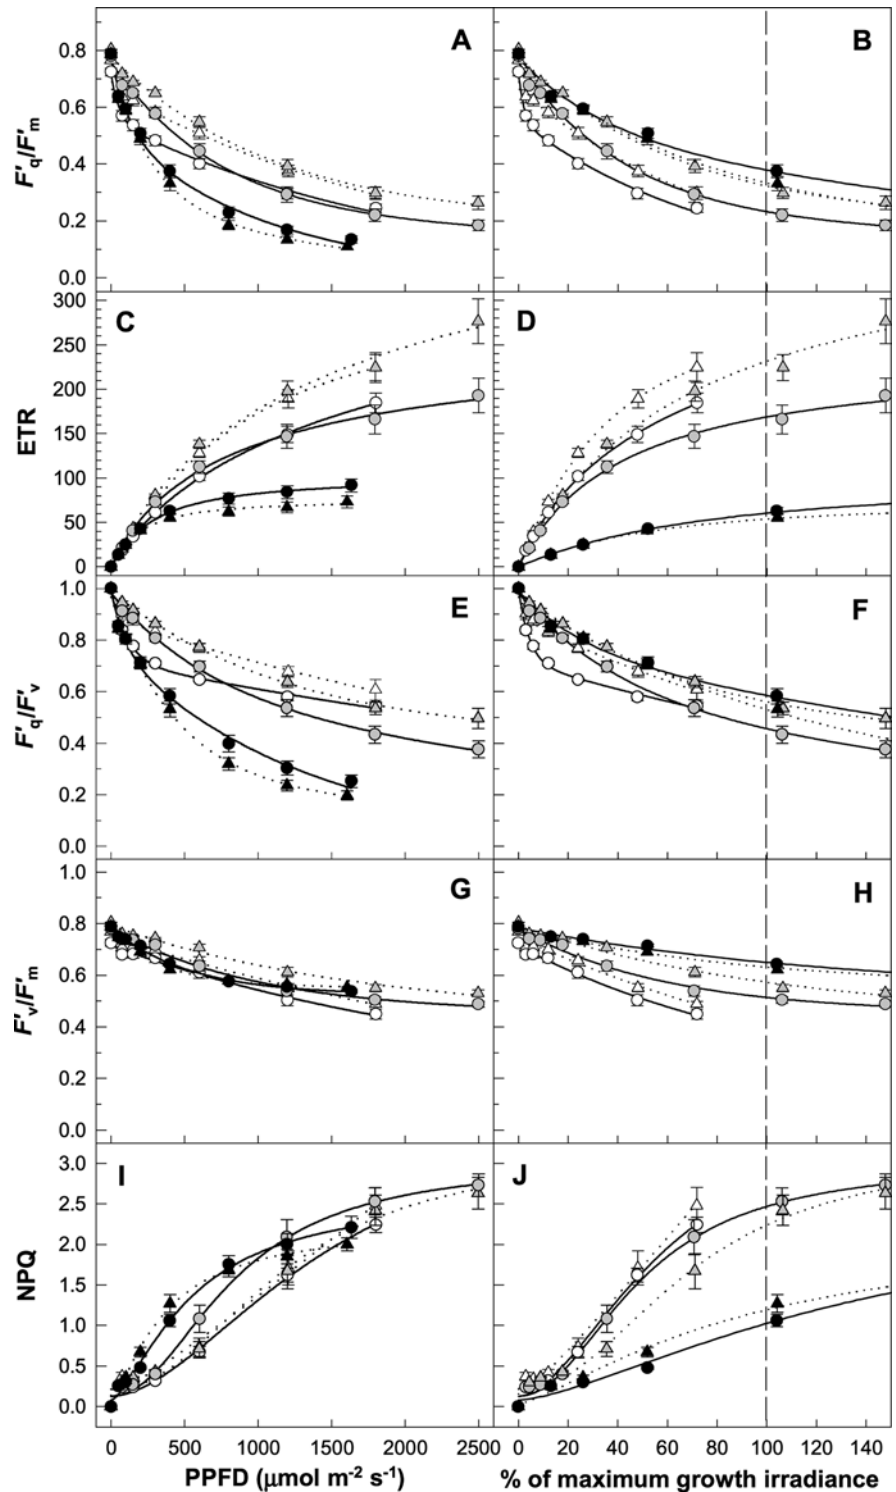 A
B
0.8
0.6
0.4
0.2
0.0
F′q/F′m
C
D
300
250
200
150
100
50
0
ETR
E
F
1.0
0.8
0.6
0.4
0.2
0.0
F′q/F′v
G
H
1.0
0.8
0.6
0.4
0.2
0.0
F′v/F′m
I
J
3.0
2.5
2.0
1.5
1.0
0.5
0.0
NPQ
0 500 1000 1500 2000 2500 0 20 40 60 80 100 120 140
PPFD (μmol m-2 s-1) % of maximum growth irradiance